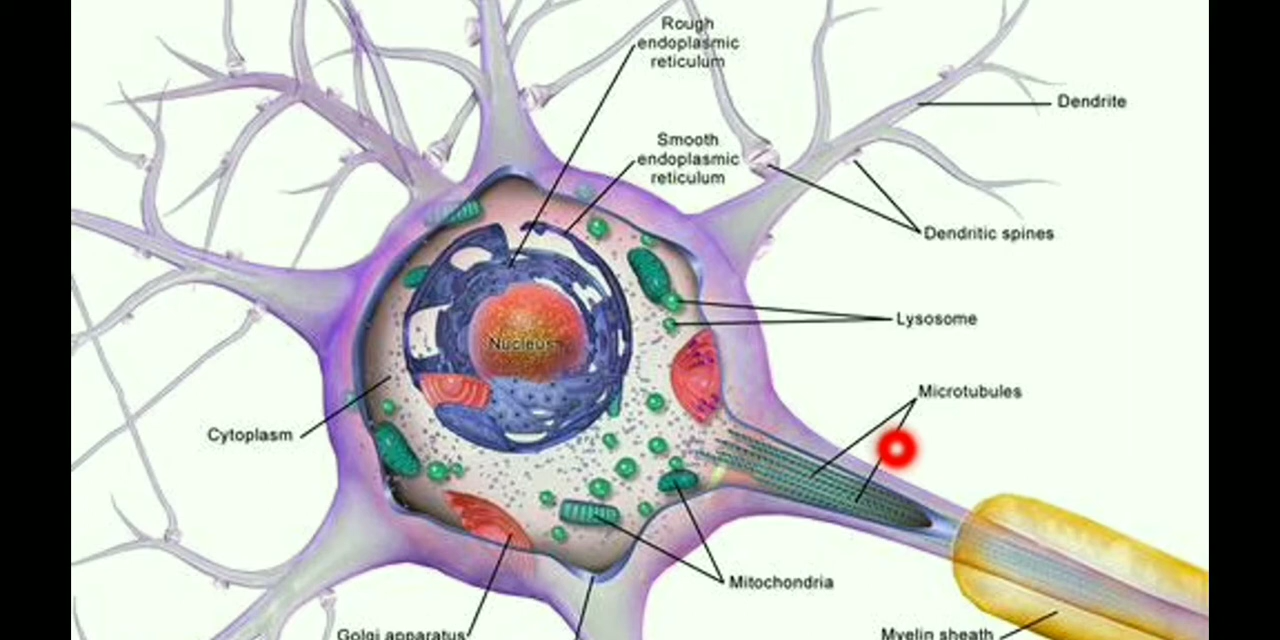 Rough
endoplasmic
reticulum
Dendrite
Smooth
endoplasmic
reticulum
Dendritic spines
Lysosome
Nucleus
Microtubules
Cytoplasm
Mitochondria
Golgi apparatus
Myelin sheath